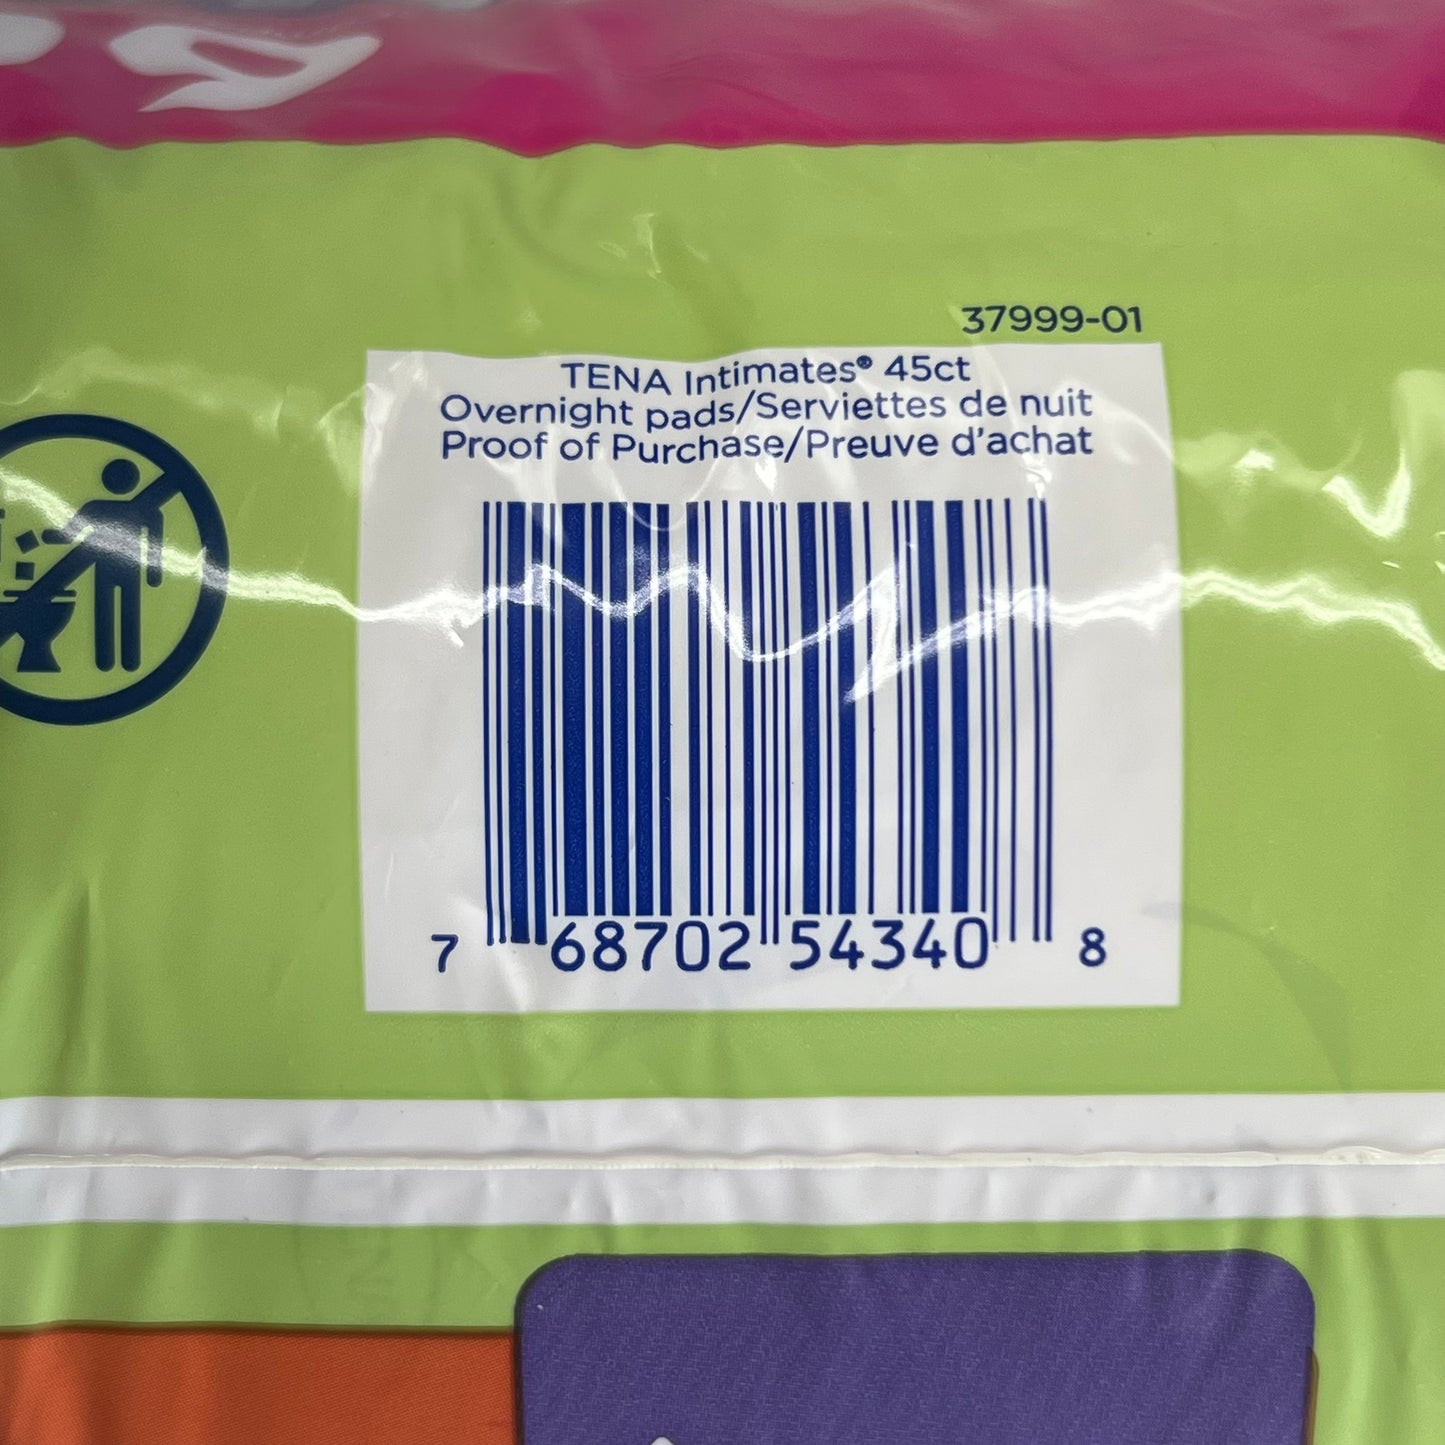 37999-01
TENA Intimates® 45ct
Overnight pads/Serviettes de nuit
Proof of Purchase/Preuve d'achat
7 68702 54340 8